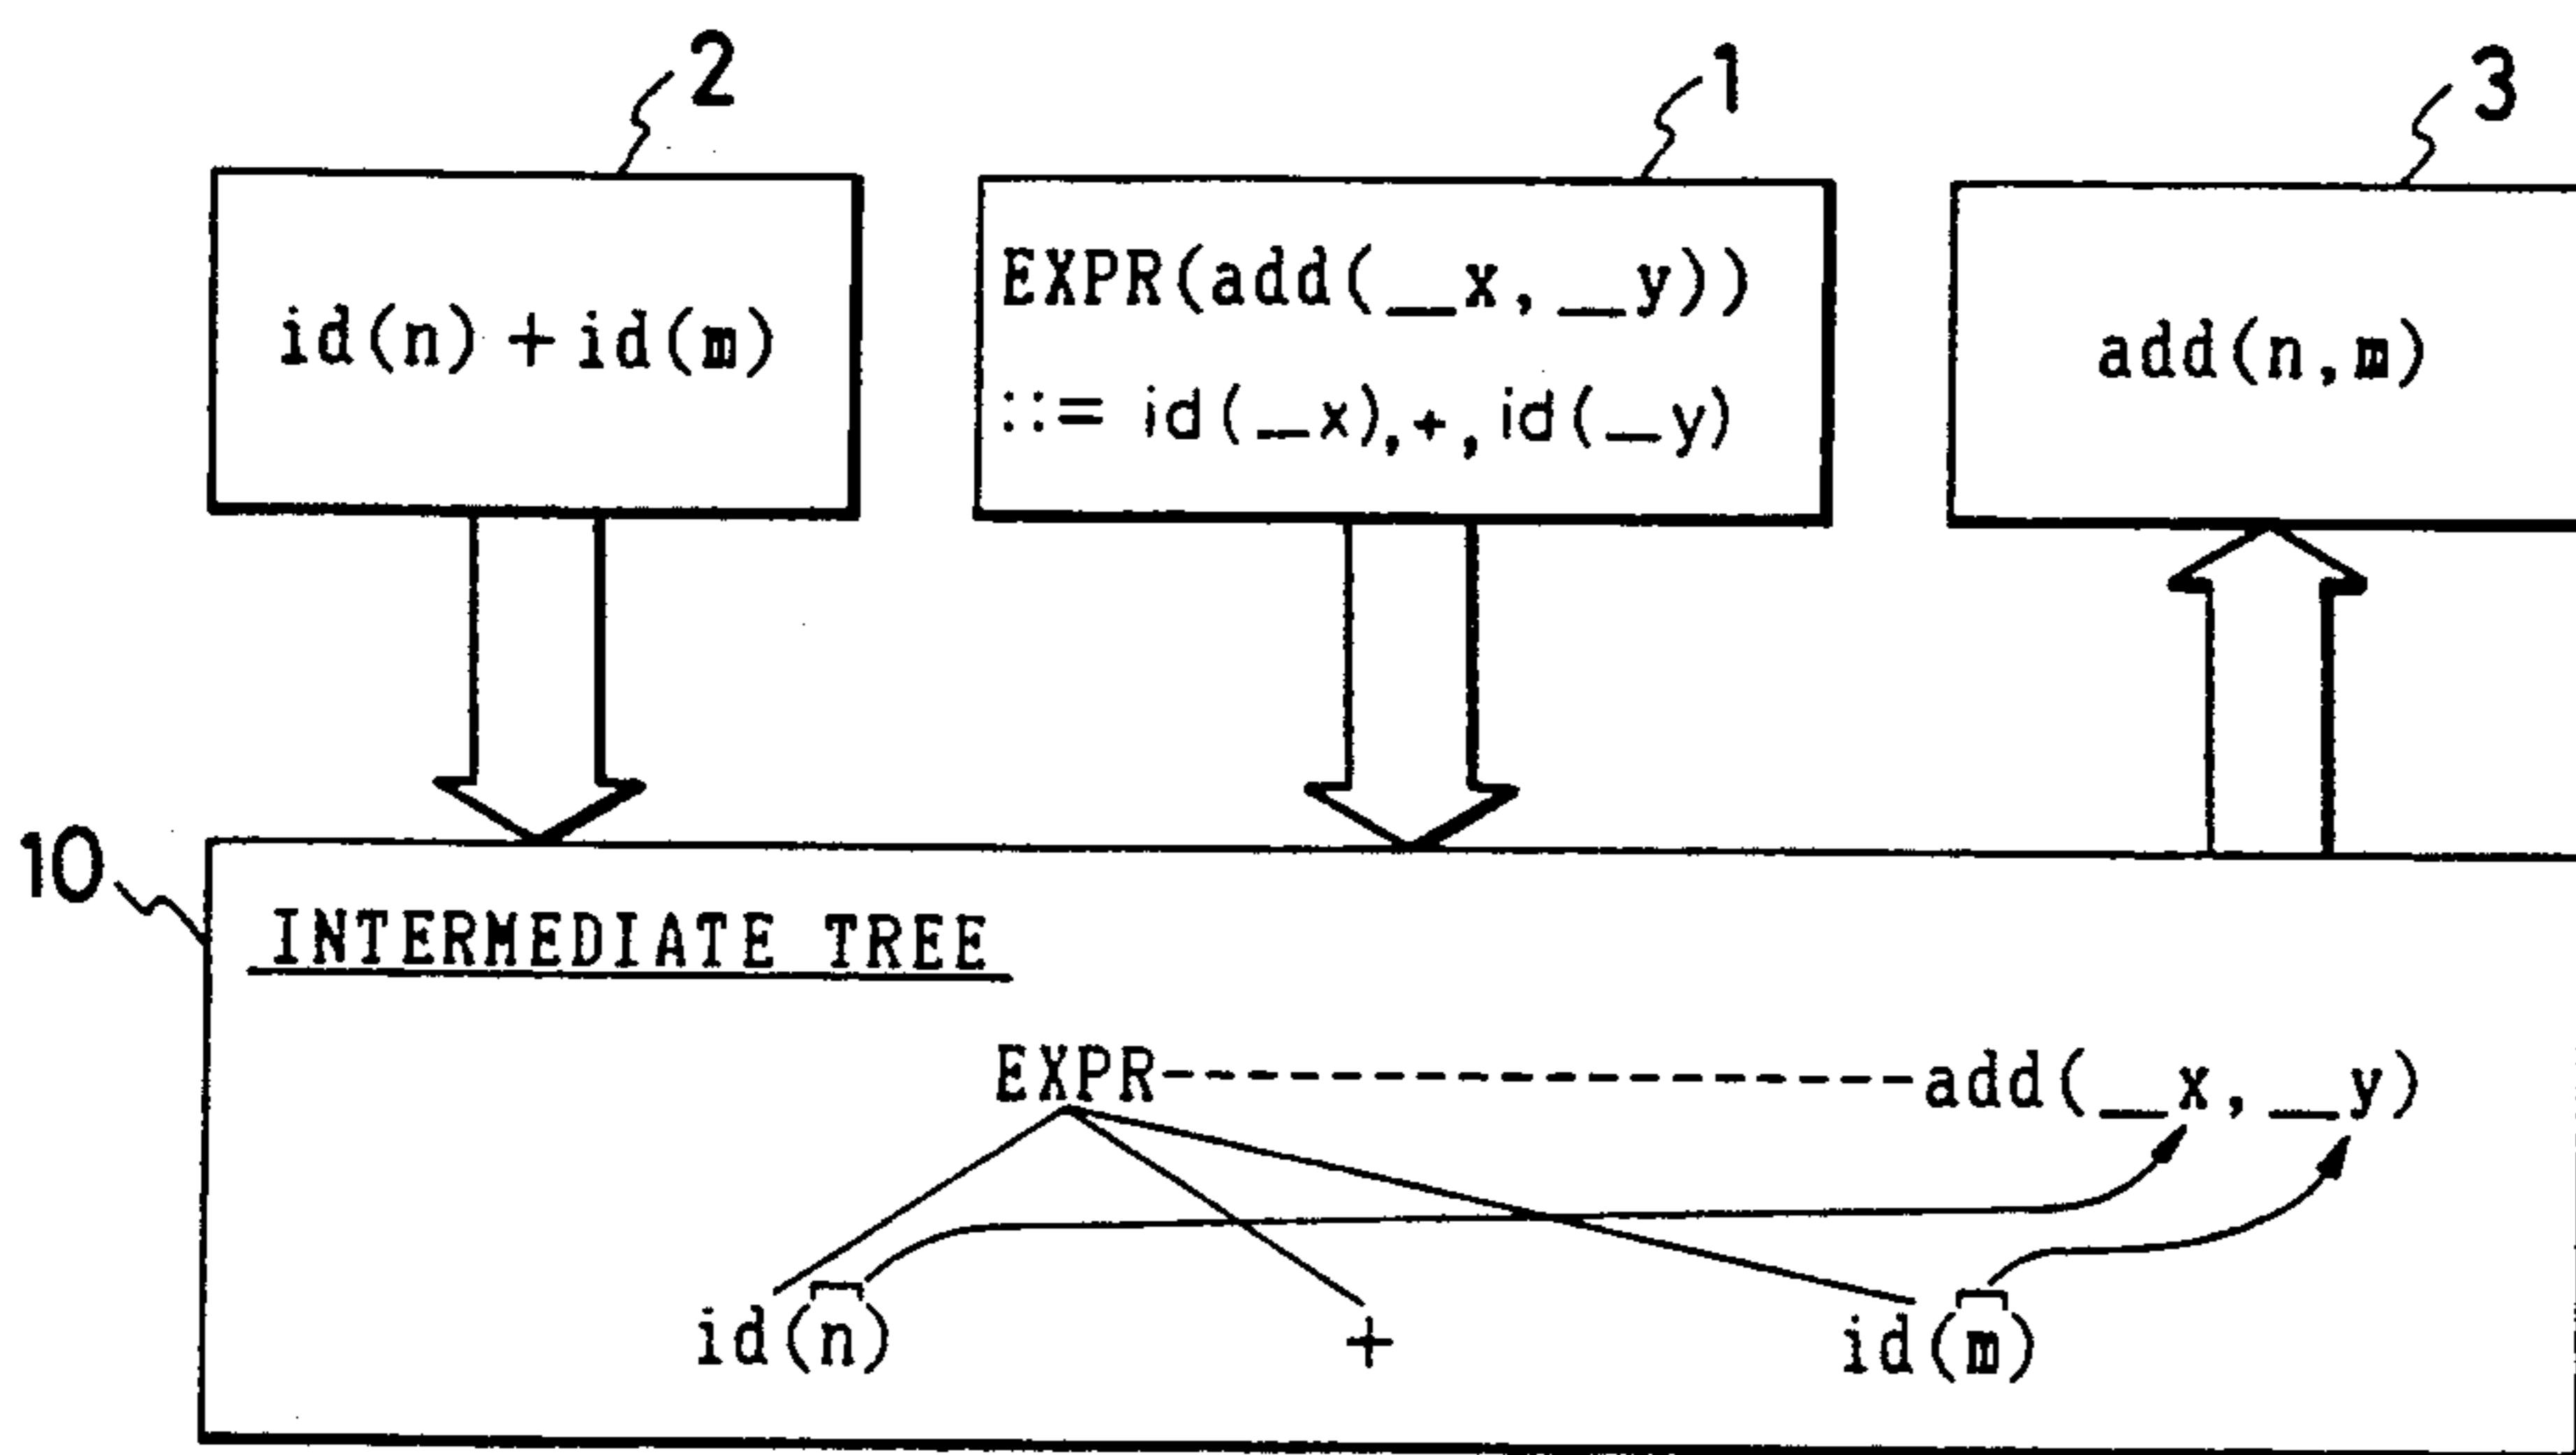 2
1
3
id(n) + id(m)
EXPR(add(__x, __y))
::= id(_x),+,id(_y)
add(n,m)
10
INTERMEDIATE TREE
EXPR------------------add(__x, __y)
id(n) + id(m)